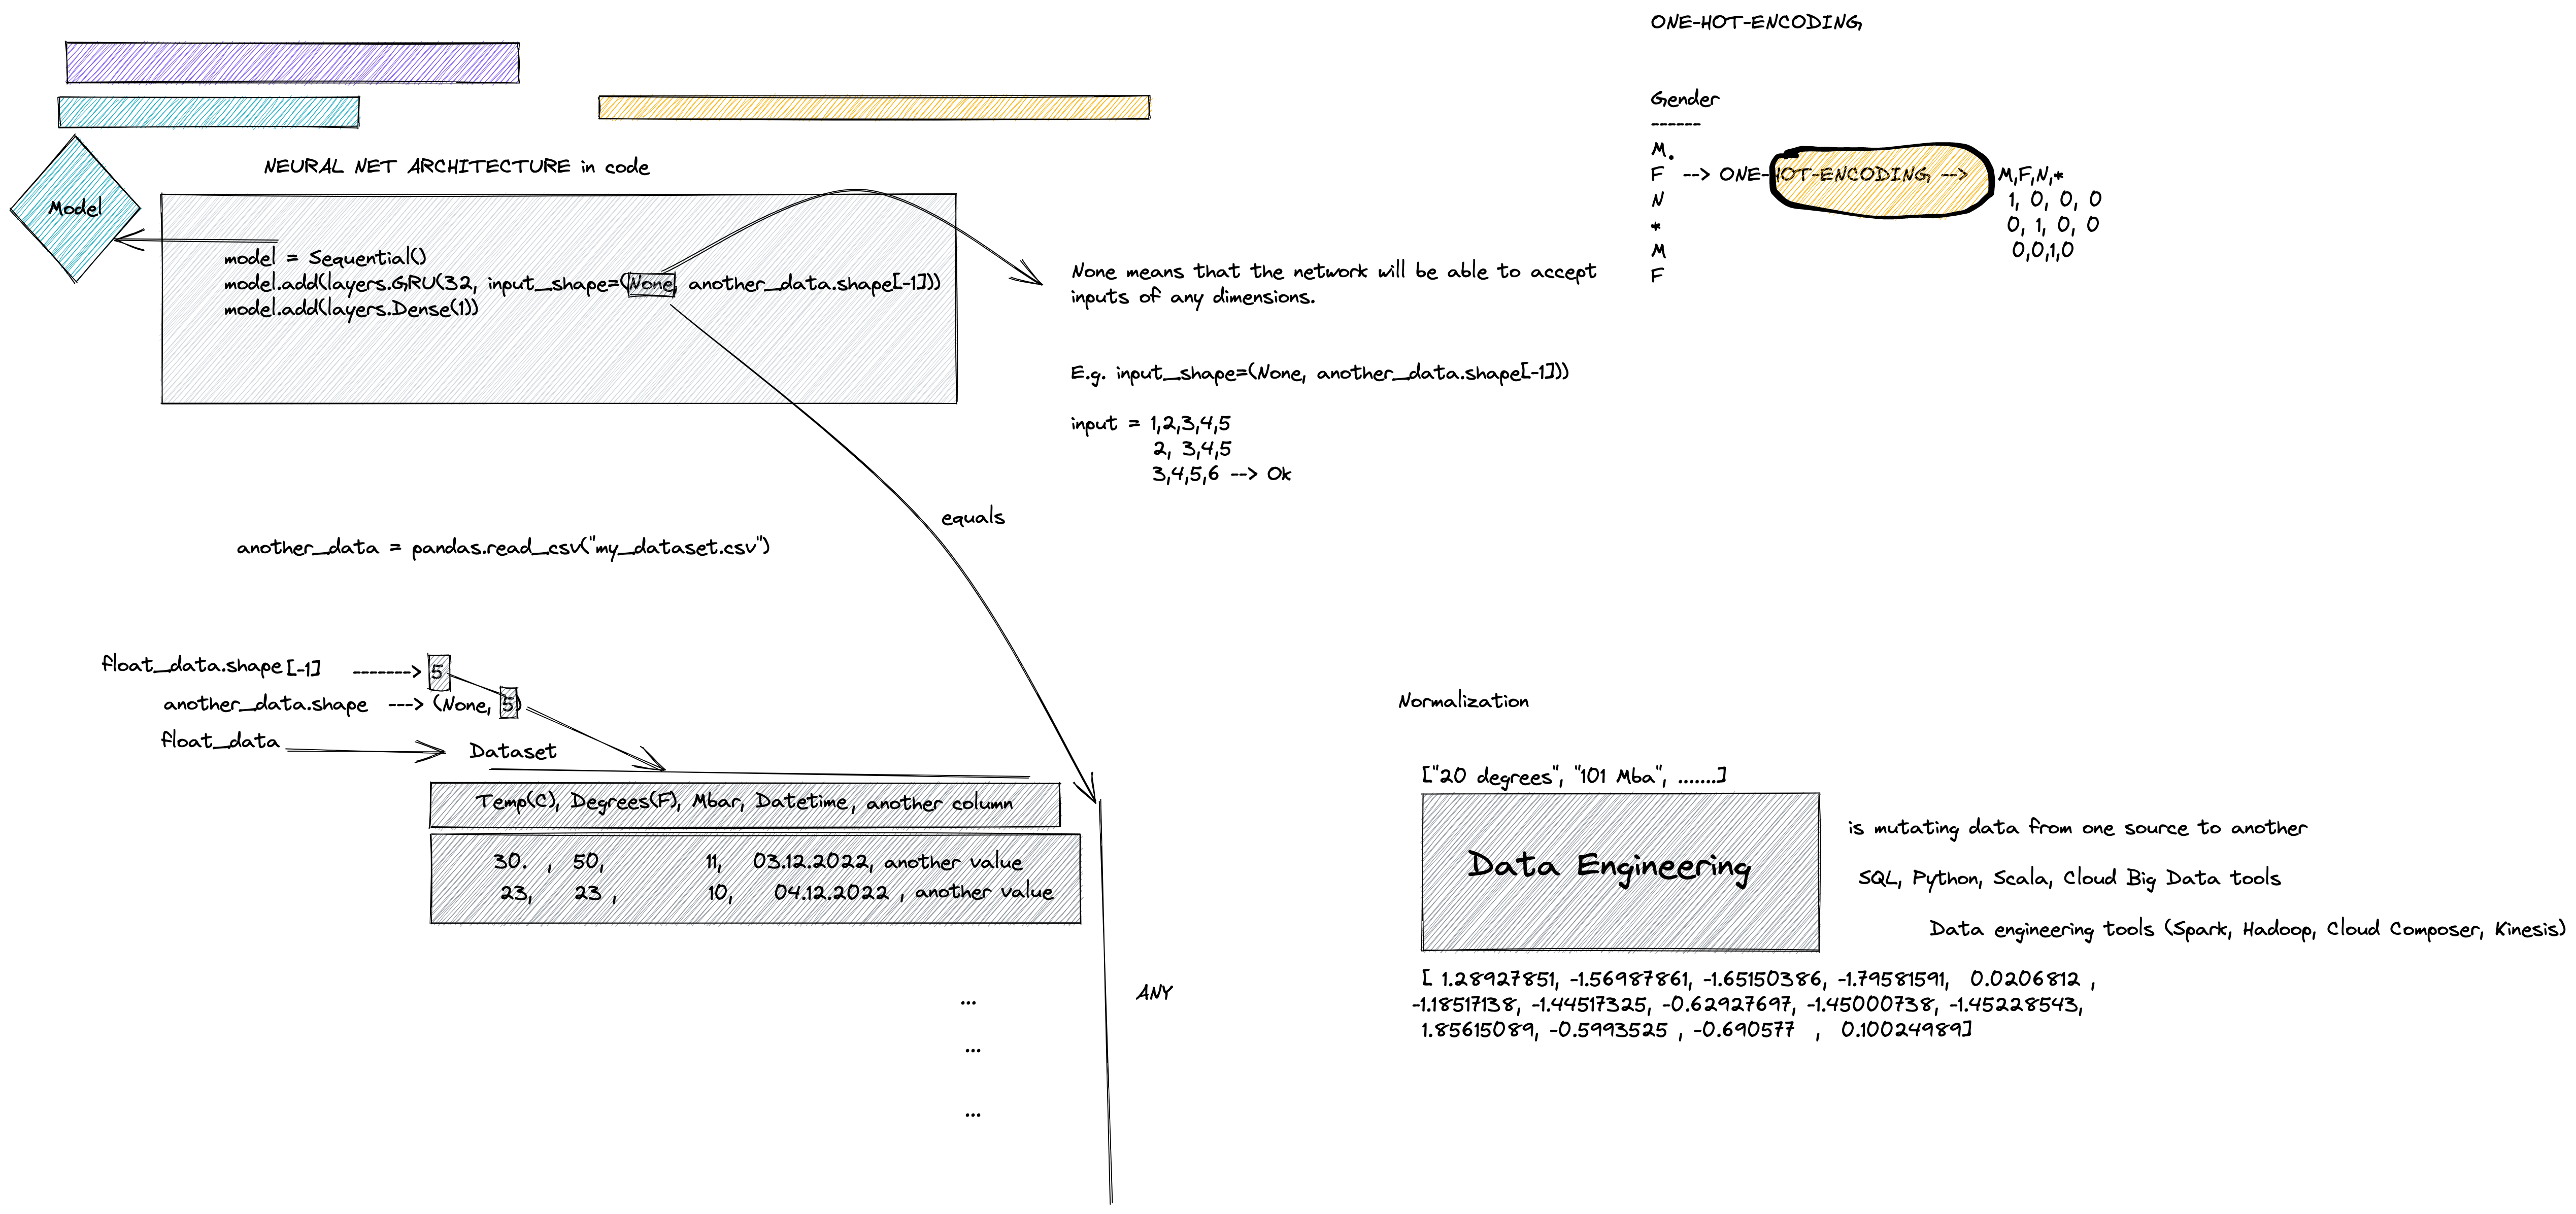 ONE-HOT-ENCODING
Gender
------
M.
F --> ONE-HOT-ENCODING --> M,F,N,*
N 1, 0, 0, 0
* 0, 1, 0, 0
M 0,0,1,0
F
NEURAL NET ARCHITECTURE in code
Model
model = Sequential()
model.add(layers.GRU(32, input_shape=(None, another_data.shape[-1]))
model.add(layers.Dense(1))
None means that the network will be able to accept
inputs of any dimensions.
E.g. input_shape=(None, another_data.shape[-1]))
input = 1,2,3,4,5
2, 3,4,5
3,4,5,6 --> Ok
equals
another_data = pandas.read_csv("my_dataset.csv")
float_data.shape[-1] -------> 5
another_data.shape ---> (None, 5)
float_data
Dataset
Temp(C), Degrees(F), Mbar, Datetime, another column
30. , 50, 11, 03.12.2022, another value
23, 23 , 10, 04.12.2022 , another value
...
...
...
ANY
Normalization
["20 degrees", "101 Mba", .......]
Data Engineering
is mutating data from one source to another
SQL, Python, Scala, Cloud Big Data tools
Data engineering tools (Spark, Hadoop, Cloud Composer, Kinesis)
[ 1.28927851, -1.56987861, -1.65150386, -1.79581591, 0.0206812 ,
-1.18517138, -1.44517325, -0.62927697, -1.45000738, -1.45228543,
1.85615089, -0.5993525 , -0.690577 , 0.10024989]